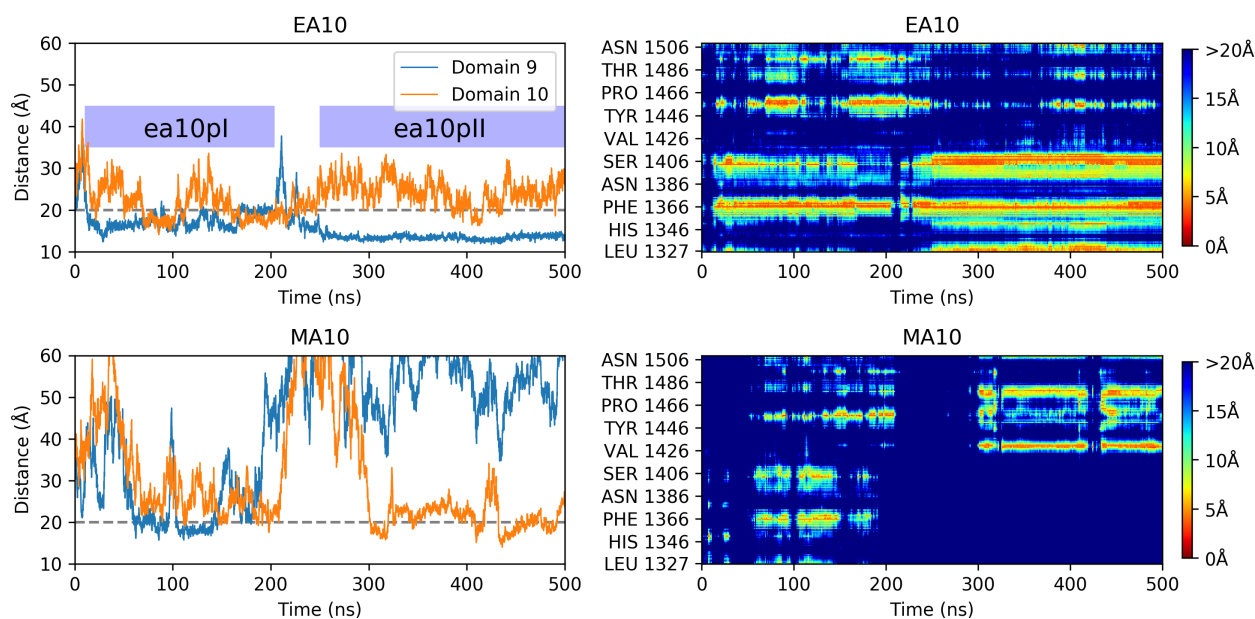 EA10
60
50
40
30
20
10
Distance (Å)
Domain 9
Domain 10
ea10pI
ea10pII
0
100
200
300
400
500
Time (ns)
EA10
ASN 1506
THR 1486
PRO 1466
TYR 1446
VAL 1426
SER 1406
ASN 1386
PHE 1366
HIS 1346
LEU 1327
0
100
200
300
400
500
Time (ns)
>20Å
15Å
10Å
5Å
0Å
MA10
60
50
40
30
20
10
Distance (Å)
0
100
200
300
400
500
Time (ns)
MA10
ASN 1506
THR 1486
PRO 1466
TYR 1446
VAL 1426
SER 1406
ASN 1386
PHE 1366
HIS 1346
LEU 1327
0
100
200
300
400
500
Time (ns)
>20Å
15Å
10Å
5Å
0Å